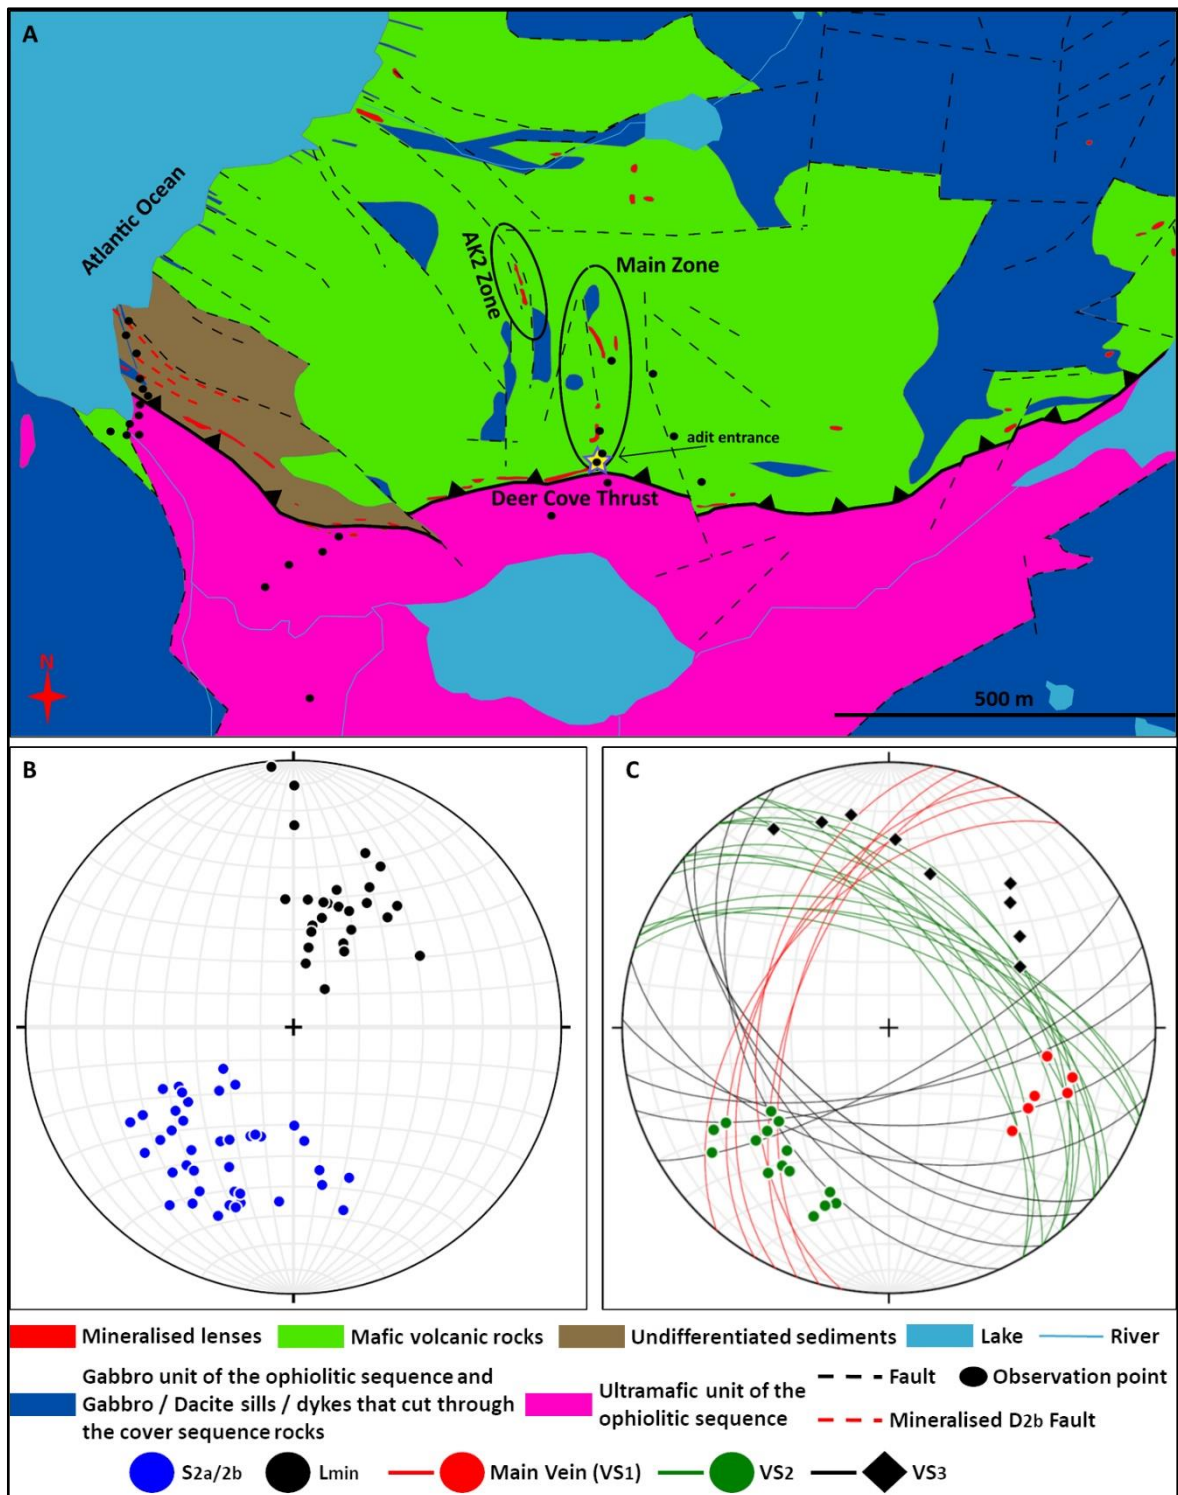 A
Atlantic Ocean
AK2 Zone
Main Zone
adit entrance
Deer Cove Thrust
N
500 m
B
C
Mineralised lenses
Mafic volcanic rocks
Undifferentiated sediments
Lake
River
Gabbro unit of the ophiolitic sequence and
Gabbro / Dacite sills / dykes that cut through
the cover sequence rocks
Ultramafic unit of the
ophiolitic sequence
Fault
Observation point
Mineralised D2b Fault
S2a/2b
Lmin
Main Vein (VS1)
VS2
VS3